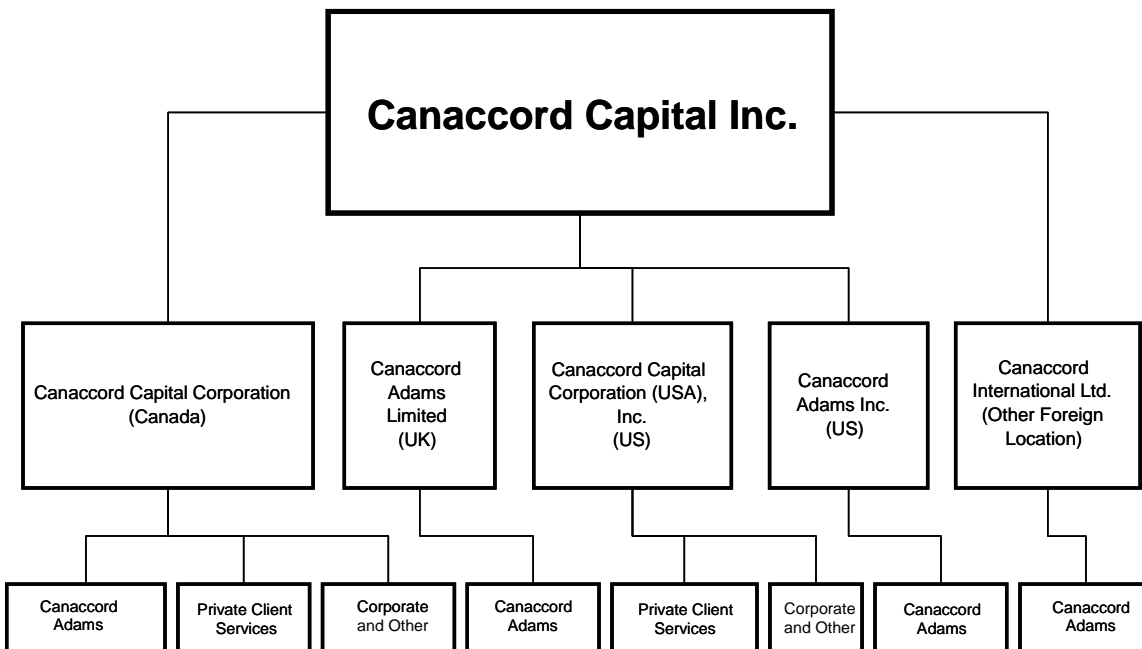 Canaccord Capital Inc.
Canaccord Capital Corporation
(Canada)
Canaccord
Adams
Limited
(UK)
Canaccord Capital
Corporation (USA),
Inc.
(US)
Canaccord
Adams Inc.
(US)
Canaccord
International Ltd.
(Other Foreign
Location)
Canaccord
Adams
Private Client
Services
Corporate
and Other
Canaccord
Adams
Private Client
Services
Corporate
and Other
Canaccord
Adams
Canaccord
Adams